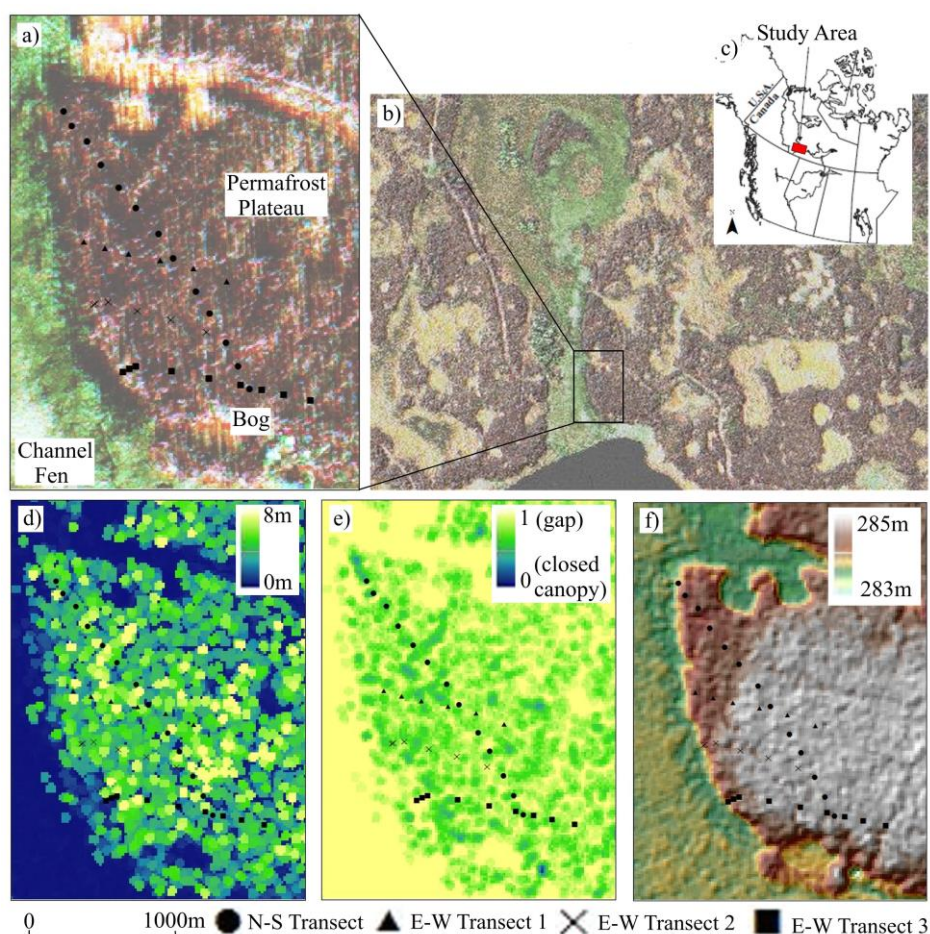 a)
Permafrost
Plateau
Bog
Channel
Fen
b)
c)
Study Area
U.S.A.
Canada
N
d)
8m
0m
e)
1 (gap)
0 (closed
canopy)
f)
285m
283m
0 1000m N-S Transect E-W Transect 1 E-W Transect 2 E-W Transect 3